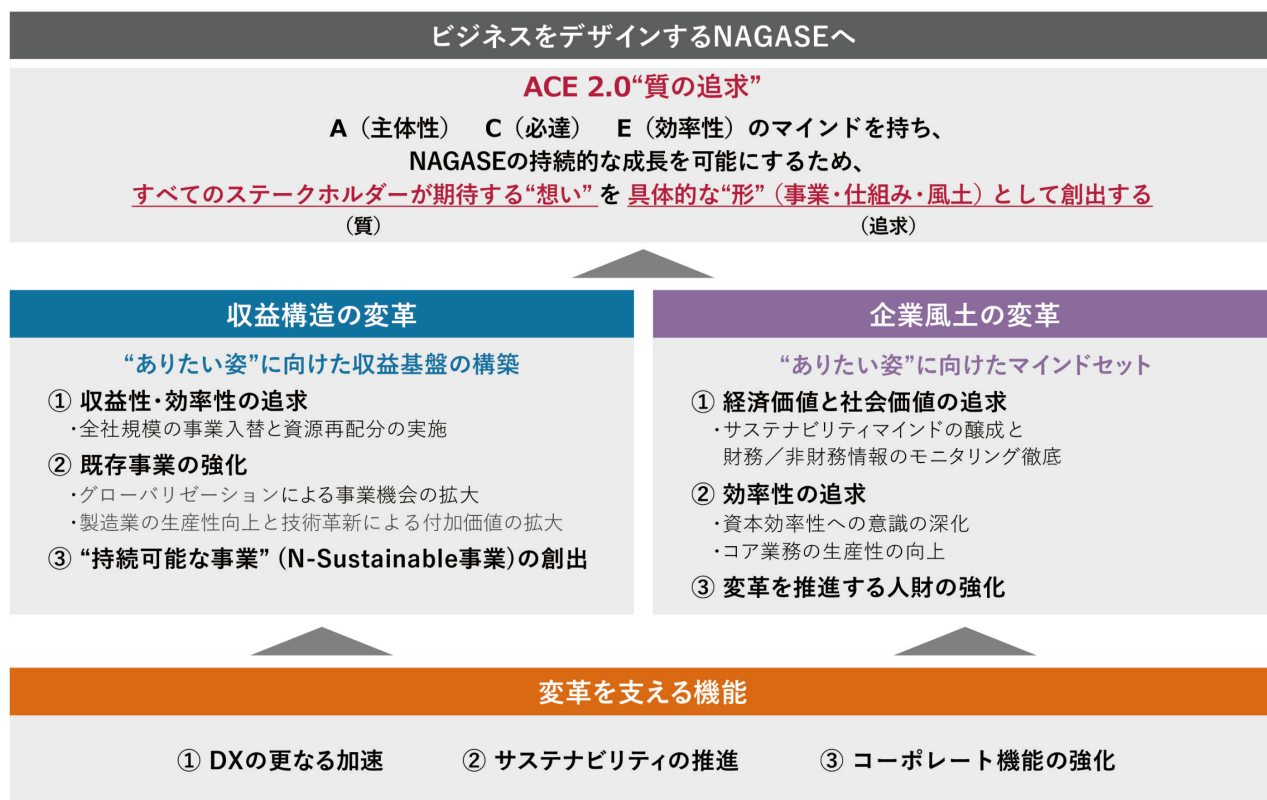 ビジネスをデザインするNAGASEへ
ACE 2.0“質の追求”
A（主体性）　C（必達）　E（効率性）のマインドを持ち、
NAGASEの持続的な成長を可能にするため、
すべてのステークホルダーが期待する“想い”を 具体的な“形”（事業・仕組み・風土）として創出する
（質）　（追求）
収益構造の変革
“ありたい姿”に向けた収益基盤の構築
① 収益性・効率性の追求
・全社規模の事業入替と資源再配分の実施
② 既存事業の強化
・グローバリゼーションによる事業機会の拡大
・製造業の生産性向上と技術革新による付加価値の拡大
③ “持続可能な事業”（N-Sustainable事業）の創出
企業風土の変革
“ありたい姿”に向けたマインドセット
① 経済価値と社会価値の追求
・サステナビリティマインドの醸成と
財務／非財務情報のモニタリング徹底
② 効率性の追求
・資本効率性への意識の深化
・コア業務の生産性の向上
③ 変革を推進する人財の強化
変革を支える機能
① DXの更なる加速　② サステナビリティの推進　③ コーポレート機能の強化